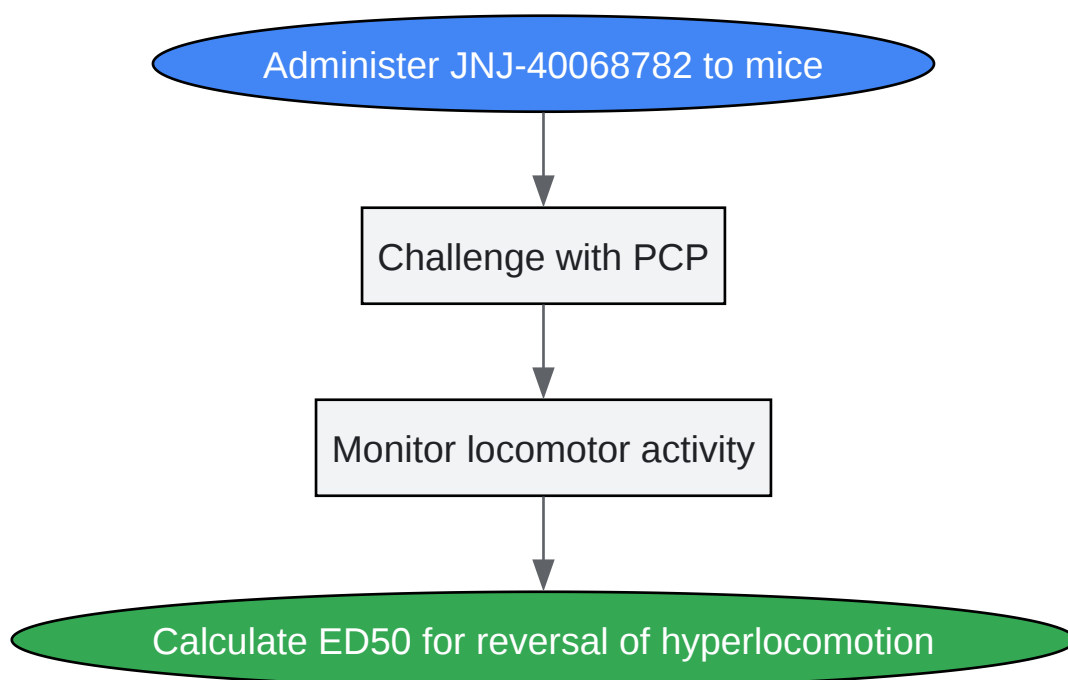 Administer JNJ-40068782 to mice
Challenge with PCP
Monitor locomotor activity
Calculate ED50 for reversal of hyperlocomotion